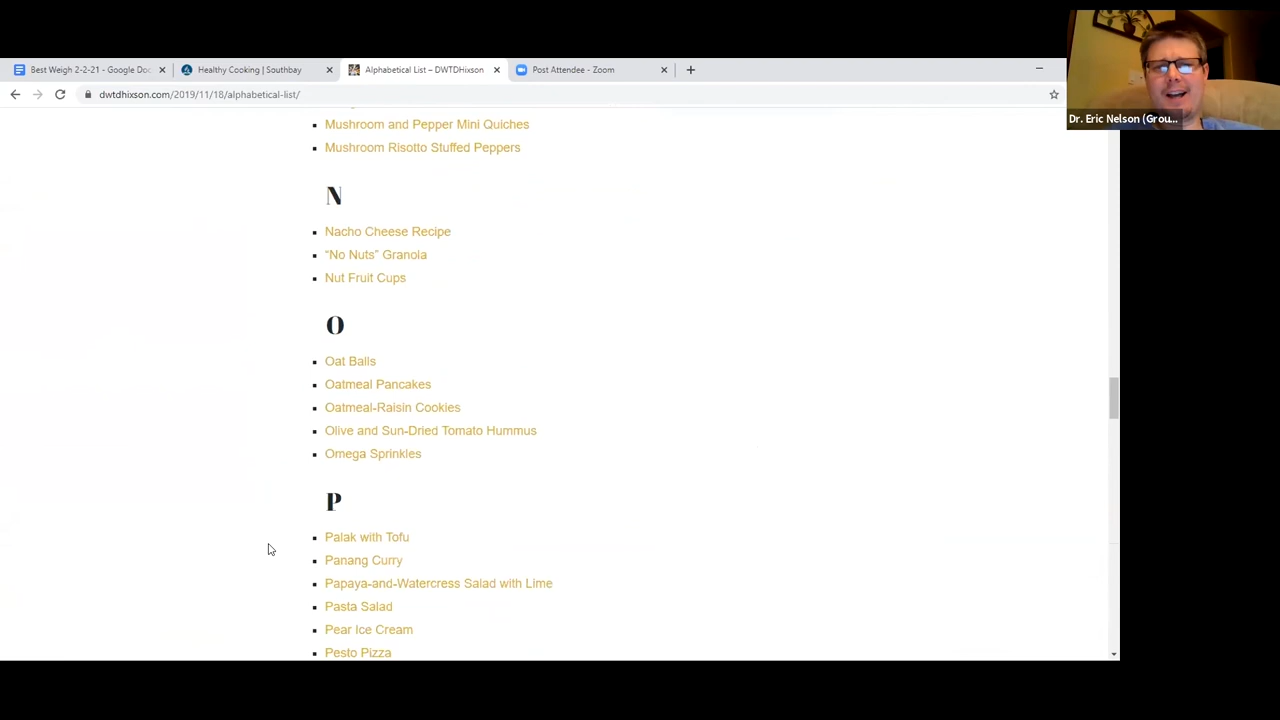 Best Weigh 2-2-21 - Google Doc
Healthy Cooking | Southbay
Alphabetical List – DWTDHixson
Post Attendee - Zoom
dwtdhixson.com/2019/11/18/alphabetical-list/
Dr. Eric Nelson (Grou...
Mushroom and Pepper Mini Quiches
Mushroom Risotto Stuffed Peppers
N
Nacho Cheese Recipe
“No Nuts” Granola
Nut Fruit Cups
O
Oat Balls
Oatmeal Pancakes
Oatmeal-Raisin Cookies
Olive and Sun-Dried Tomato Hummus
Omega Sprinkles
P
Palak with Tofu
Panang Curry
Papaya-and-Watercress Salad with Lime
Pasta Salad
Pear Ice Cream
Pesto Pizza